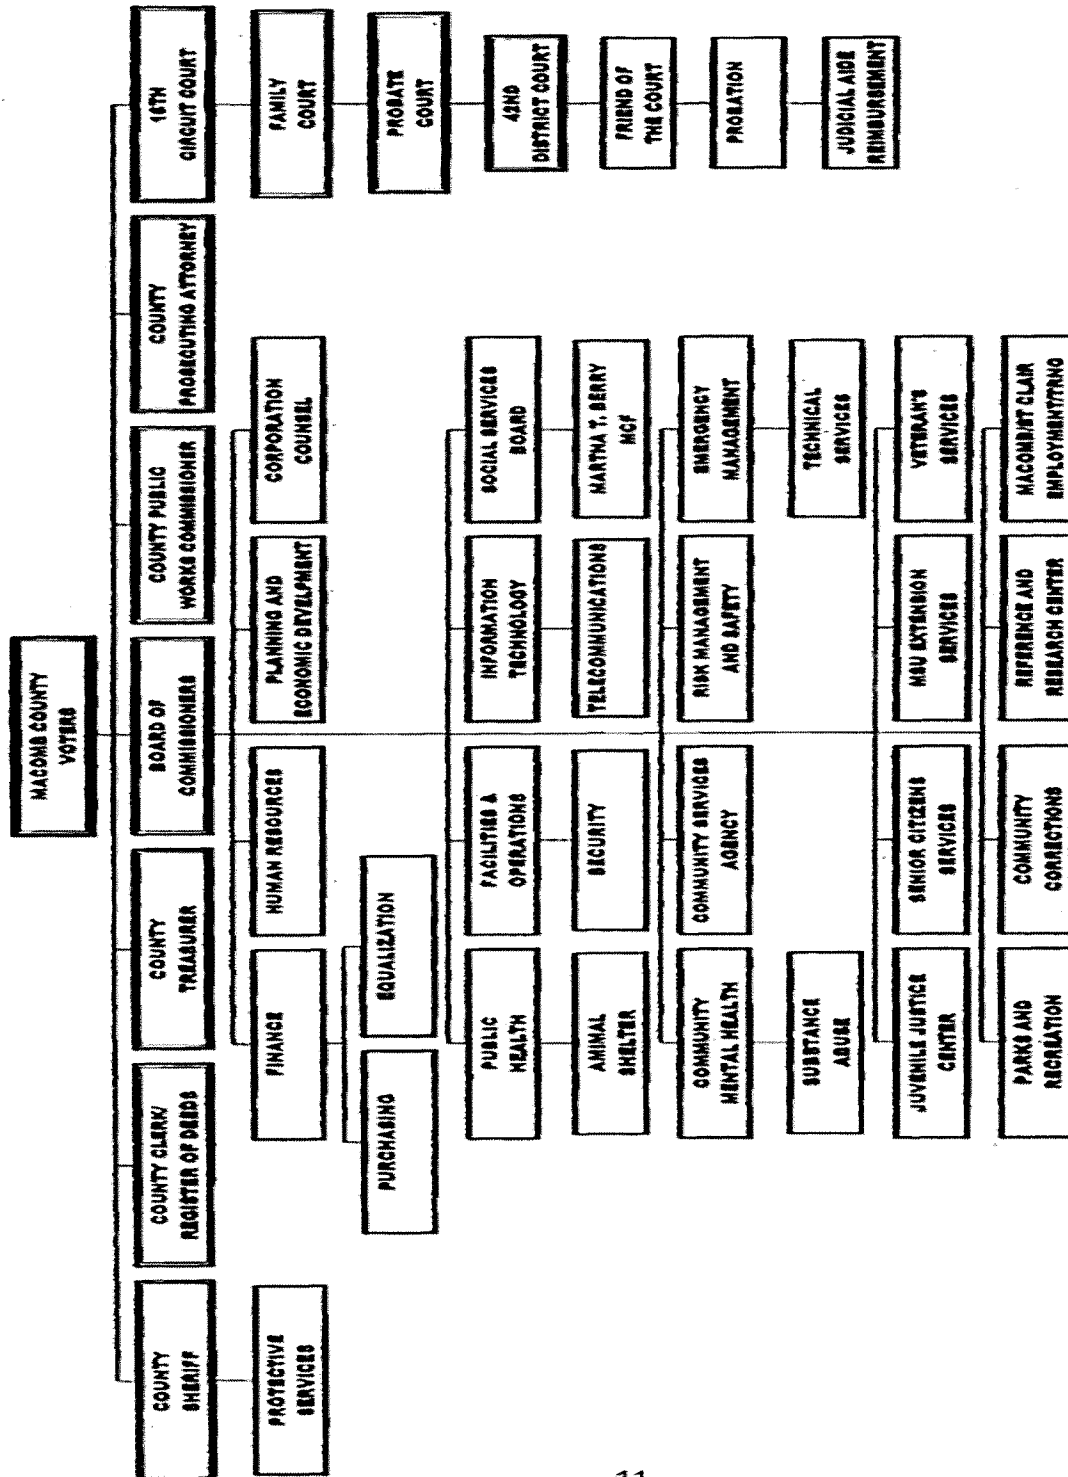 MACOMB COUNTY
VOTERS
COUNTY
SHERIFF
COUNTY CLERK/
REGISTER OF DEEDS
COUNTY
TREASURER
BOARD OF
COMMISSIONERS
COUNTY PUBLIC
WORKS COMMISSIONER
COUNTY
PROSECUTING ATTORNEY
16TH
CIRCUIT COURT
PROTECTIVE
SERVICES
FINANCE
HUMAN RESOURCES
PLANNING AND
ECONOMIC DEVELPMENT
CORPORATION
COUNSEL
FAMILY
COURT
PURCHASING
EQUALIZATION
PROBATE
COURT
PUBLIC
HEALTH
FACILITIES &
OPERATIONS
INFORMATION
TECHNOLOGY
SOCIAL SERVICES
BOARD
42ND
DISTRICT COURT
ANIMAL
SHELTER
SECURITY
TELECOMMUNICATIONS
MARTHA T. BERRY
MCF
FRIEND OF
THE COURT
COMMUNITY
MENTAL HEALTH
COMMUNITY SERVICES
AGENCY
RISK MANAGEMENT
AND SAFETY
EMERGENCY
MANAGEMENT
PROBATION
SUBSTANCE
ABUSE
TECHNICAL
SERVICES
JUDICIAL AIDE
REIMBURSEMENT
JUVENILE JUSTICE
CENTER
SENIOR CITIZENS
SERVICES
MSU EXTENSION
SERVICES
VETERAN'S
SERVICES
PARKS AND
RECREATION
COMMUNITY
CORRECTIONS
REFERENCE AND
RESEARCH CENTER
MACOMB/ST CLAIR
EMPLOYMENT/TRNG
11